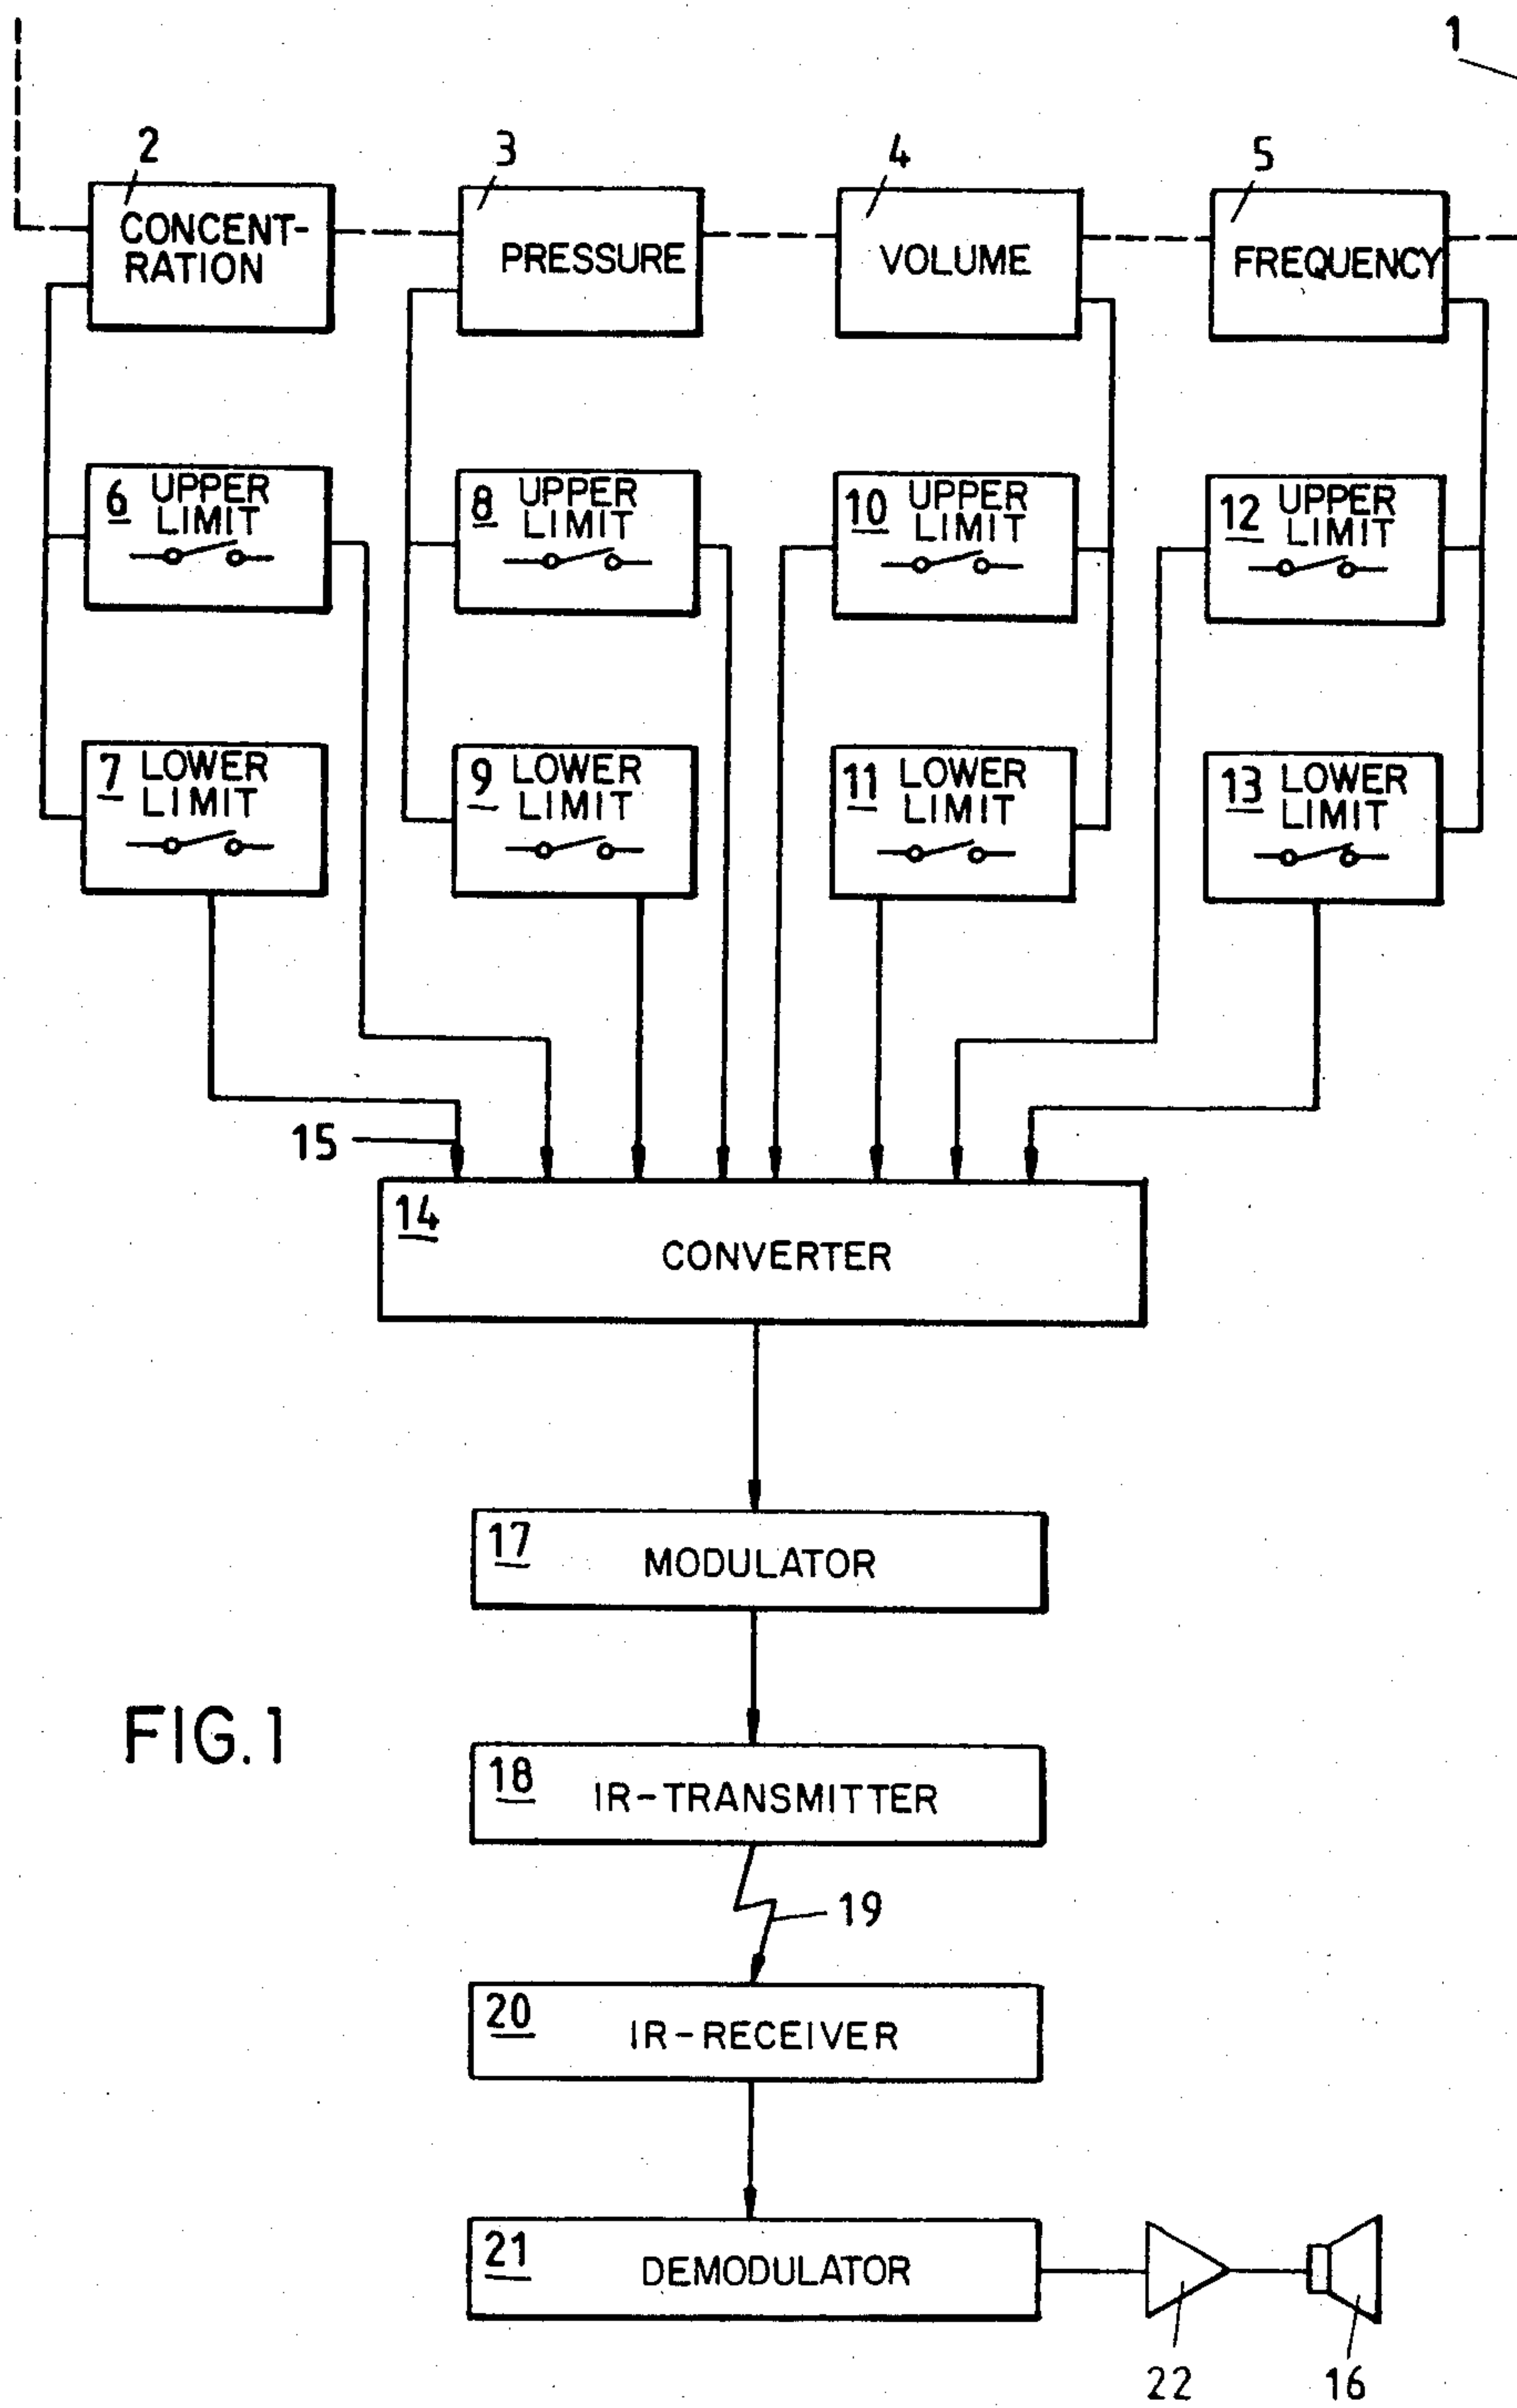 1
2
3
4
5
CONCENT-
RATION
PRESSURE
VOLUME
FREQUENCY
6 UPPER
LIMIT
8 UPPER
LIMIT
10 UPPER
LIMIT
12 UPPER
LIMIT
7 LOWER
LIMIT
9 LOWER
LIMIT
11 LOWER
LIMIT
13 LOWER
LIMIT
15
14
CONVERTER
17
MODULATOR
FIG.1
18
IR-TRANSMITTER
19
20
IR-RECEIVER
21
DEMODULATOR
22
16